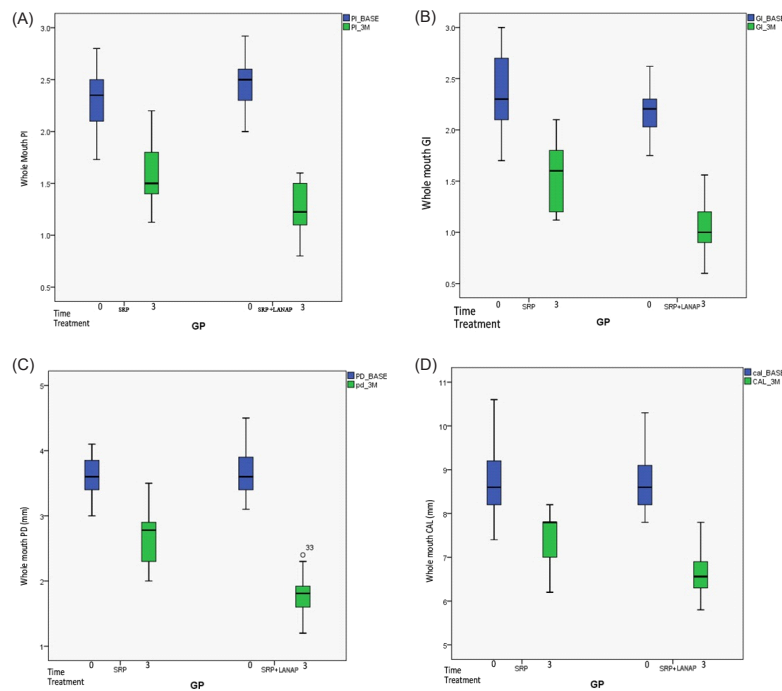 (A)
PI_BASE
PI_3M
3.0
2.5
2.0
1.5
1.0
0.5
Whole Mouth PI
0 SRP 3 0 SRP+LANAP 3
Time
Treatment
GP
(B)
GI_BASE
GI_3M
3.0
2.5
2.0
1.5
1.0
0.5
Whole mouth GI
0 SRP 3 0 SRP+LANAP 3
Time
Treatment
GP
(C)
PD_BASE
pd_3M
5
4
3
2
1
Whole mouth PD (mm)
33
0 SRP 3 0 SRP+LANAP 3
Time
Treatment
GP
(D)
cal_BASE
CAL_3M
11
10
9
8
7
6
5
Whole mouth CAL (mm)
0 SRP 3 0 SRP+LANAP 3
Time
Treatment
GP